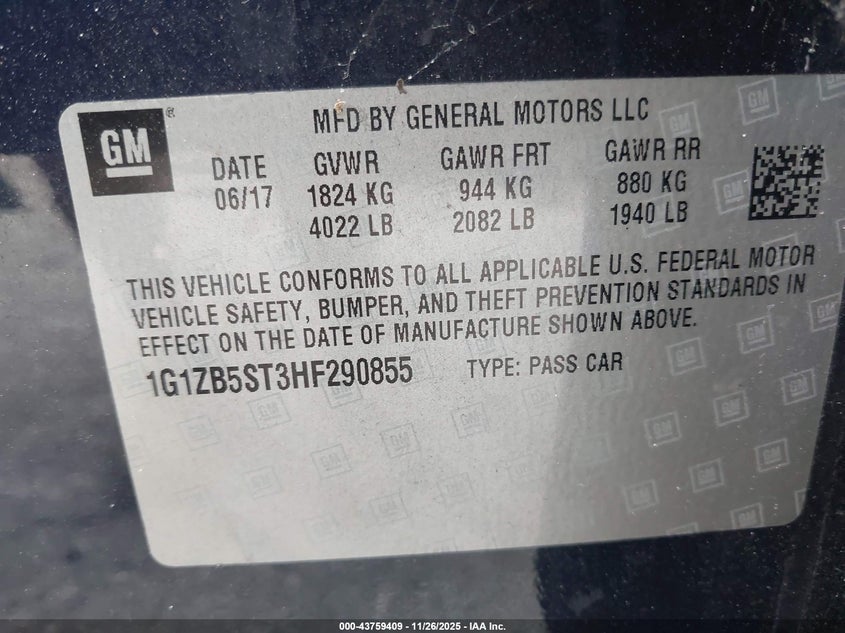 GM ®
MFD BY GENERAL MOTORS LLC
DATE GVWR GAWR FRT GAWR RR
06/17 1824 KG 944 KG 880 KG
4022 LB 2082 LB 1940 LB
THIS VEHICLE CONFORMS TO ALL APPLICABLE U.S. FEDERAL MOTOR
VEHICLE SAFETY, BUMPER, AND THEFT PREVENTION STANDARDS IN
EFFECT ON THE DATE OF MANUFACTURE SHOWN ABOVE.
1G1ZB5ST3HF290855 TYPE: PASS CAR
000-43759409 - 11/26/2025 - IAA Inc.